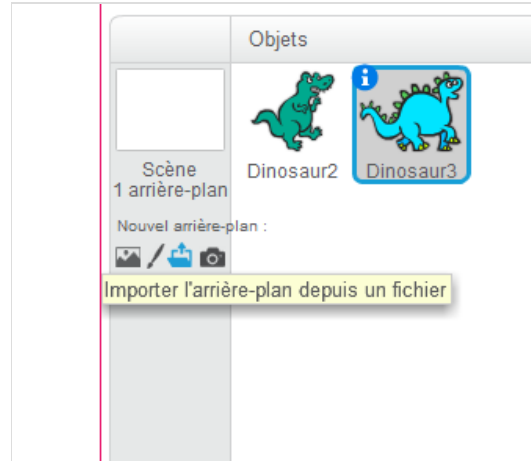 Objets
i
Dinosaur2
Dinosaur3
Scène
1 arrière-plan
Nouvel arrière-plan :
Importer l'arrière-plan depuis un fichier